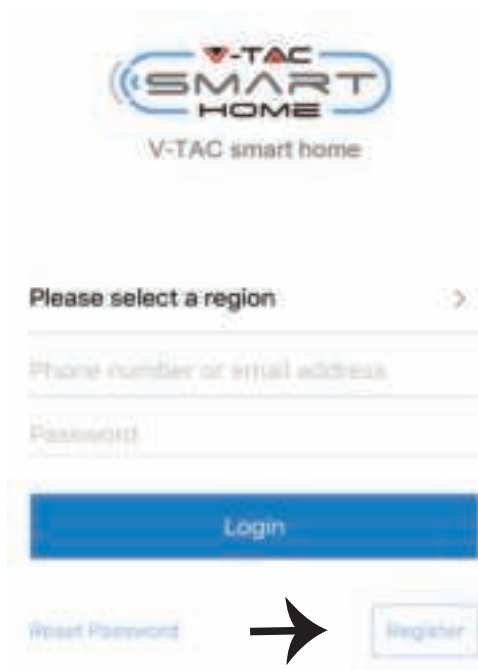 V-TAC
SMART
HOME
V-TAC smart home
Please select a region
Phone number or email address
Password
Login
Reset Password
Register